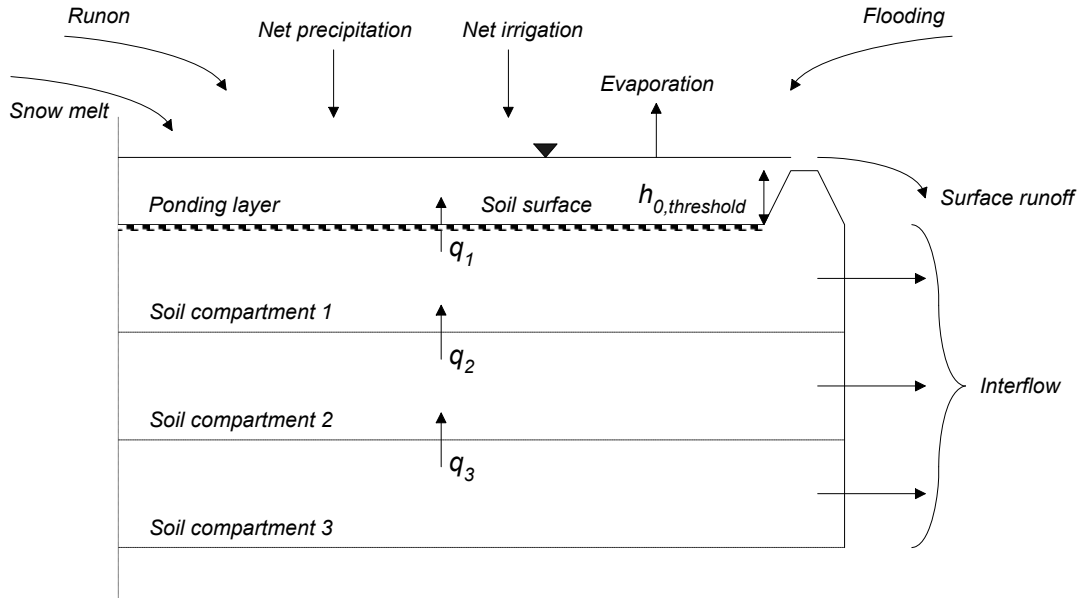 Runon
Net precipitation
Net irrigation
Flooding
Evaporation
Snow melt
Ponding layer
Soil surface
h0,threshold
Surface runoff
q1
Soil compartment 1
q2
Interflow
Soil compartment 2
q3
Soil compartment 3